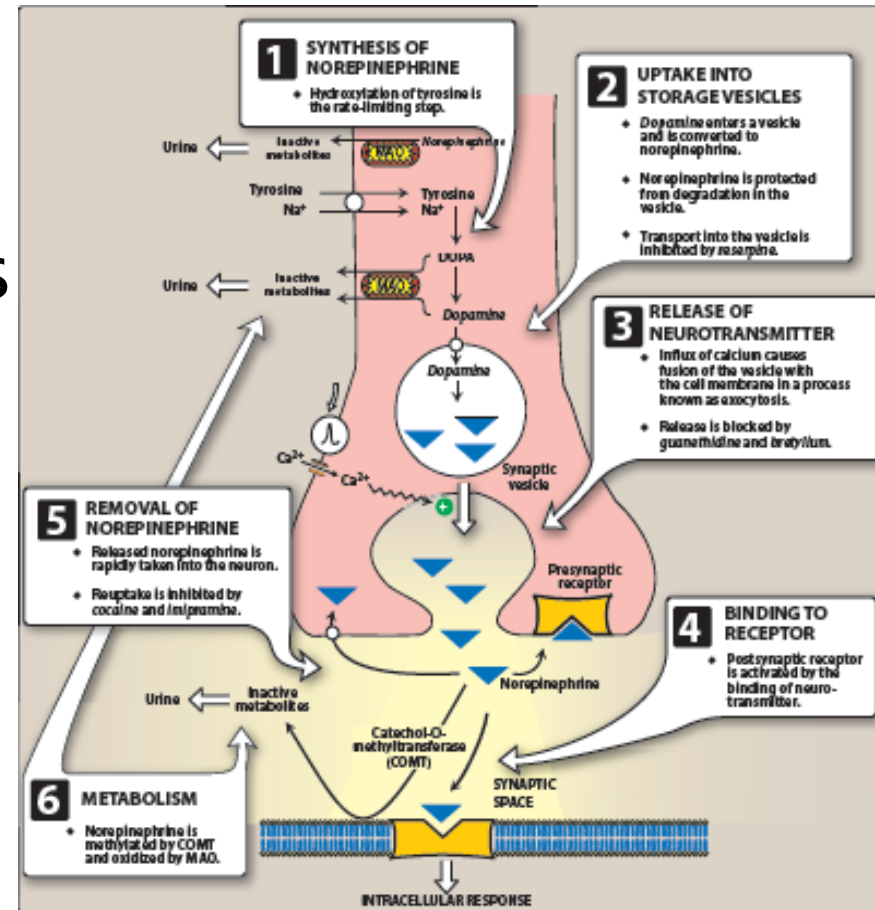 S
1
SYNTHESIS OF
NOREPINEPHRINE
• Hydroxylation of tyrosine is
the rate-limiting step.
2
UPTAKE INTO
STORAGE VESICLES
• Dopamine enters a vesicle
and is converted to
norepinephrine.
• Norepinephrine is protected
from degradation in the
vesicle.
• Transport into the vesicle is
inhibited by reserpine.
Urine
Inactive
metabolites
MAO
Norepinephrine
Tyrosine
Na⁺
Tyrosine
Na⁺
DOPA
Urine
Inactive
metabolites
MAO
Dopamine
3
RELEASE OF
NEUROTRANSMITTER
• Influx of calcium causes
fusion of the vesicle with
the cell membrane in a process
known as exocytosis.
• Release is blocked by
guanethidine and bretylium.
Dopamine
Synaptic
vesicle
Ca²⁺
Ca²⁺
+
5
REMOVAL OF
NOREPINEPHRINE
• Released norepinephrine is
rapidly taken into the neuron.
• Reuptake is inhibited by
cocaine and imipramine.
Presynaptic
receptor
4
BINDING TO
RECEPTOR
• Postsynaptic receptor
is activated by the
binding of neuro-
transmitter.
Norepinephrine
Urine
Inactive
metabolites
Catechol-O-
methyltransferase
(COMT)
SYNAPTIC
SPACE
6
METABOLISM
• Norepinephrine is
methylated by COMT
and oxidized by MAO.
INTRACELLULAR RESPONSE